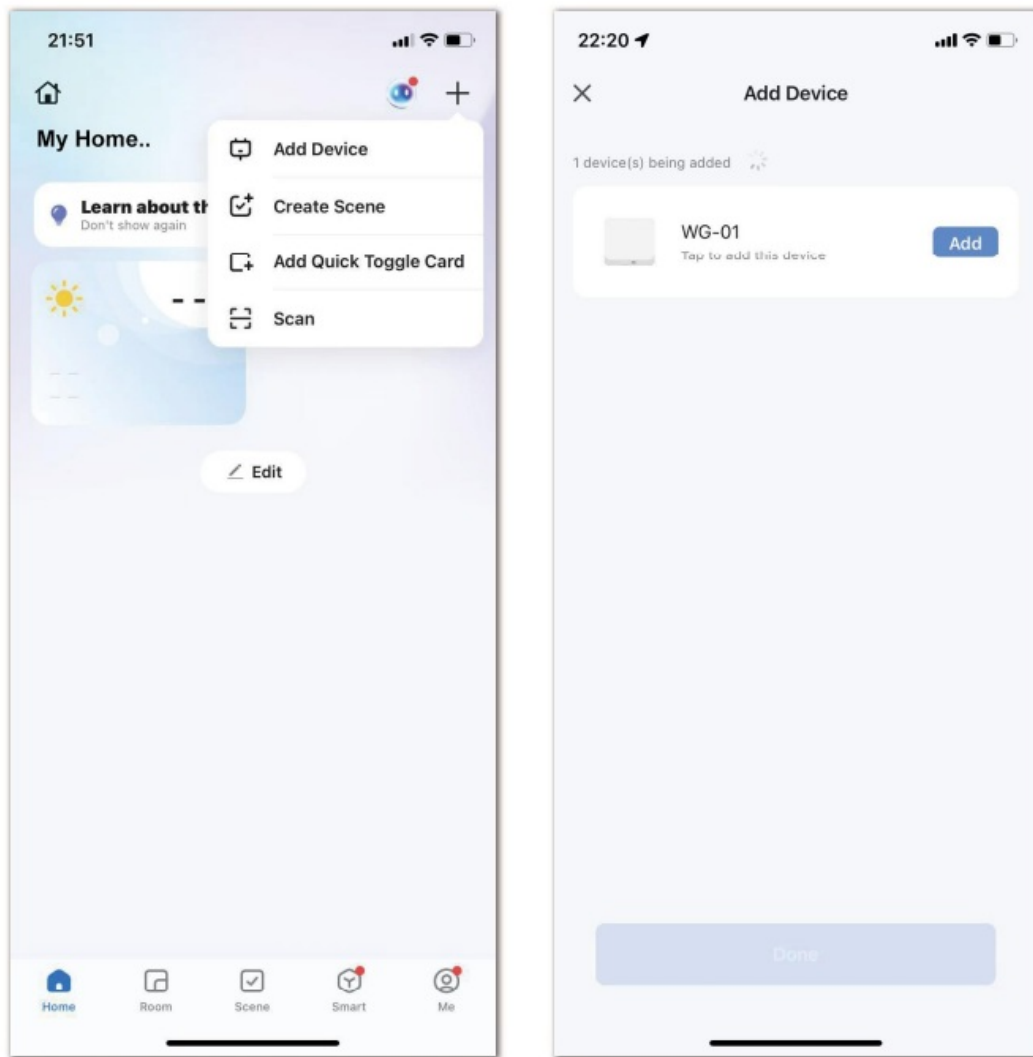 21:51
My Home..
Add Device
Create Scene
Add Quick Toggle Card
Scan
Learn about th
Don't show again
--
-- --
-- --
Edit
Home
Room
Scene
Smart
Me
22:20
Add Device
1 device(s) being added
WG-01
Tap to add this device
Add
Done